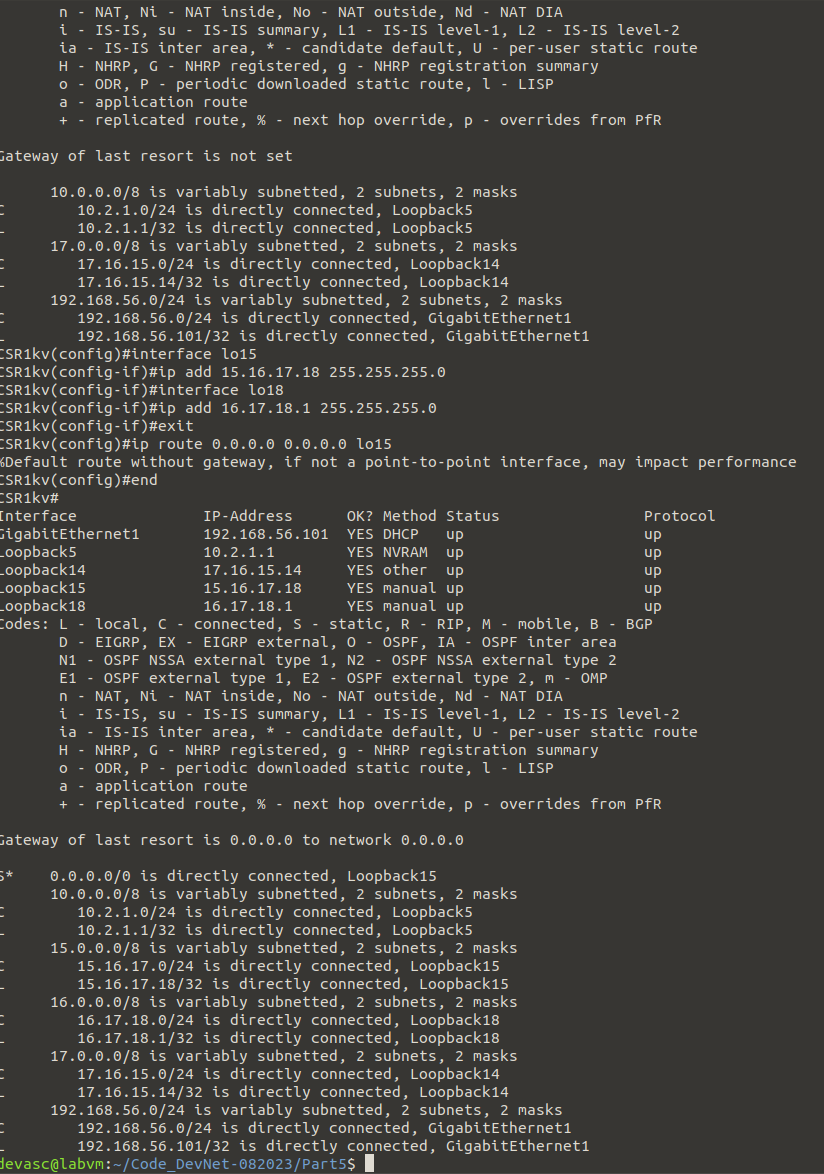 n - NAT, Ni - NAT inside, No - NAT outside, Nd - NAT DIA
i - IS-IS, su - IS-IS summary, L1 - IS-IS level-1, L2 - IS-IS level-2
ia - IS-IS inter area, * - candidate default, U - per-user static route
H - NHRP, G - NHRP registered, g - NHRP registration summary
o - ODR, P - periodic downloaded static route, l - LISP
a - application route
+ - replicated route, % - next hop override, p - overrides from PfR
Gateway of last resort is not set
10.0.0.0/8 is variably subnetted, 2 subnets, 2 masks
C 10.2.1.0/24 is directly connected, Loopback5
L 10.2.1.1/32 is directly connected, Loopback5
17.0.0.0/8 is variably subnetted, 2 subnets, 2 masks
C 17.16.15.0/24 is directly connected, Loopback14
L 17.16.15.14/32 is directly connected, Loopback14
192.168.56.0/24 is variably subnetted, 2 subnets, 2 masks
C 192.168.56.0/24 is directly connected, GigabitEthernet1
L 192.168.56.101/32 is directly connected, GigabitEthernet1
CSR1kv(config)#interface lo15
CSR1kv(config-if)#ip add 15.16.17.18 255.255.255.0
CSR1kv(config-if)#interface lo18
CSR1kv(config-if)#ip add 16.17.18.1 255.255.255.0
CSR1kv(config-if)#exit
CSR1kv(config)#ip route 0.0.0.0 0.0.0.0 lo15
%Default route without gateway, if not a point-to-point interface, may impact performance
CSR1kv(config)#end
CSR1kv#
Interface IP-Address OK? Method Status Protocol
GigabitEthernet1 192.168.56.101 YES DHCP up up
Loopback5 10.2.1.1 YES NVRAM up up
Loopback14 17.16.15.14 YES other up up
Loopback15 15.16.17.18 YES manual up up
Loopback18 16.17.18.1 YES manual up up
Codes: L - local, C - connected, S - static, R - RIP, M - mobile, B - BGP
D - EIGRP, EX - EIGRP external, O - OSPF, IA - OSPF inter area
N1 - OSPF NSSA external type 1, N2 - OSPF NSSA external type 2
E1 - OSPF external type 1, E2 - OSPF external type 2, m - OMP
n - NAT, Ni - NAT inside, No - NAT outside, Nd - NAT DIA
i - IS-IS, su - IS-IS summary, L1 - IS-IS level-1, L2 - IS-IS level-2
ia - IS-IS inter area, * - candidate default, U - per-user static route
H - NHRP, G - NHRP registered, g - NHRP registration summary
o - ODR, P - periodic downloaded static route, l - LISP
a - application route
+ - replicated route, % - next hop override, p - overrides from PfR
Gateway of last resort is 0.0.0.0 to network 0.0.0.0
S* 0.0.0.0/0 is directly connected, Loopback15
10.0.0.0/8 is variably subnetted, 2 subnets, 2 masks
C 10.2.1.0/24 is directly connected, Loopback5
L 10.2.1.1/32 is directly connected, Loopback5
15.0.0.0/8 is variably subnetted, 2 subnets, 2 masks
C 15.16.17.0/24 is directly connected, Loopback15
L 15.16.17.18/32 is directly connected, Loopback15
16.0.0.0/8 is variably subnetted, 2 subnets, 2 masks
C 16.17.18.0/24 is directly connected, Loopback18
L 16.17.18.1/32 is directly connected, Loopback18
17.0.0.0/8 is variably subnetted, 2 subnets, 2 masks
C 17.16.15.0/24 is directly connected, Loopback14
L 17.16.15.14/32 is directly connected, Loopback14
192.168.56.0/24 is variably subnetted, 2 subnets, 2 masks
C 192.168.56.0/24 is directly connected, GigabitEthernet1
L 192.168.56.101/32 is directly connected, GigabitEthernet1
devasc@labvm:~/Code_DevNet-082023/Part5$